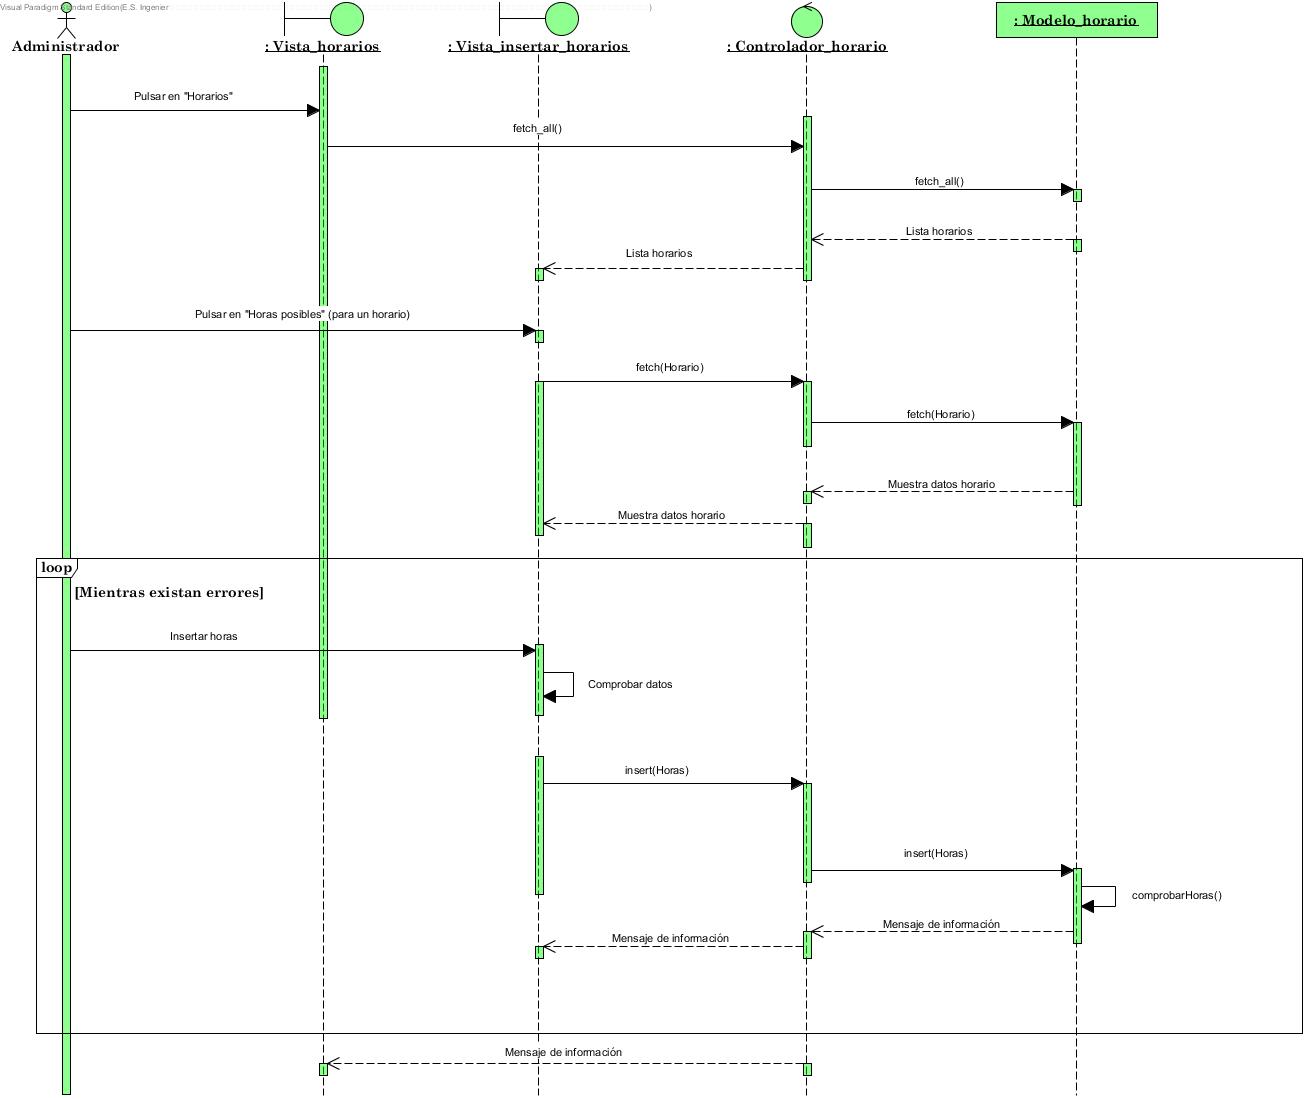 Visual Paradigm Standard Edition(E.S. Ingenier
Administrador
: Vista_horarios
: Vista_insertar_horarios
: Controlador_horario
: Modelo_horario
Pulsar en "Horarios"
fetch_all()
fetch_all()
Lista horarios
Lista horarios
Pulsar en "Horas posibles" (para un horario)
fetch(Horario)
fetch(Horario)
Muestra datos horario
Muestra datos horario
loop
[Mientras existan errores]
Insertar horas
Comprobar datos
insert(Horas)
insert(Horas)
comprobarHoras()
Mensaje de información
Mensaje de información
Mensaje de información